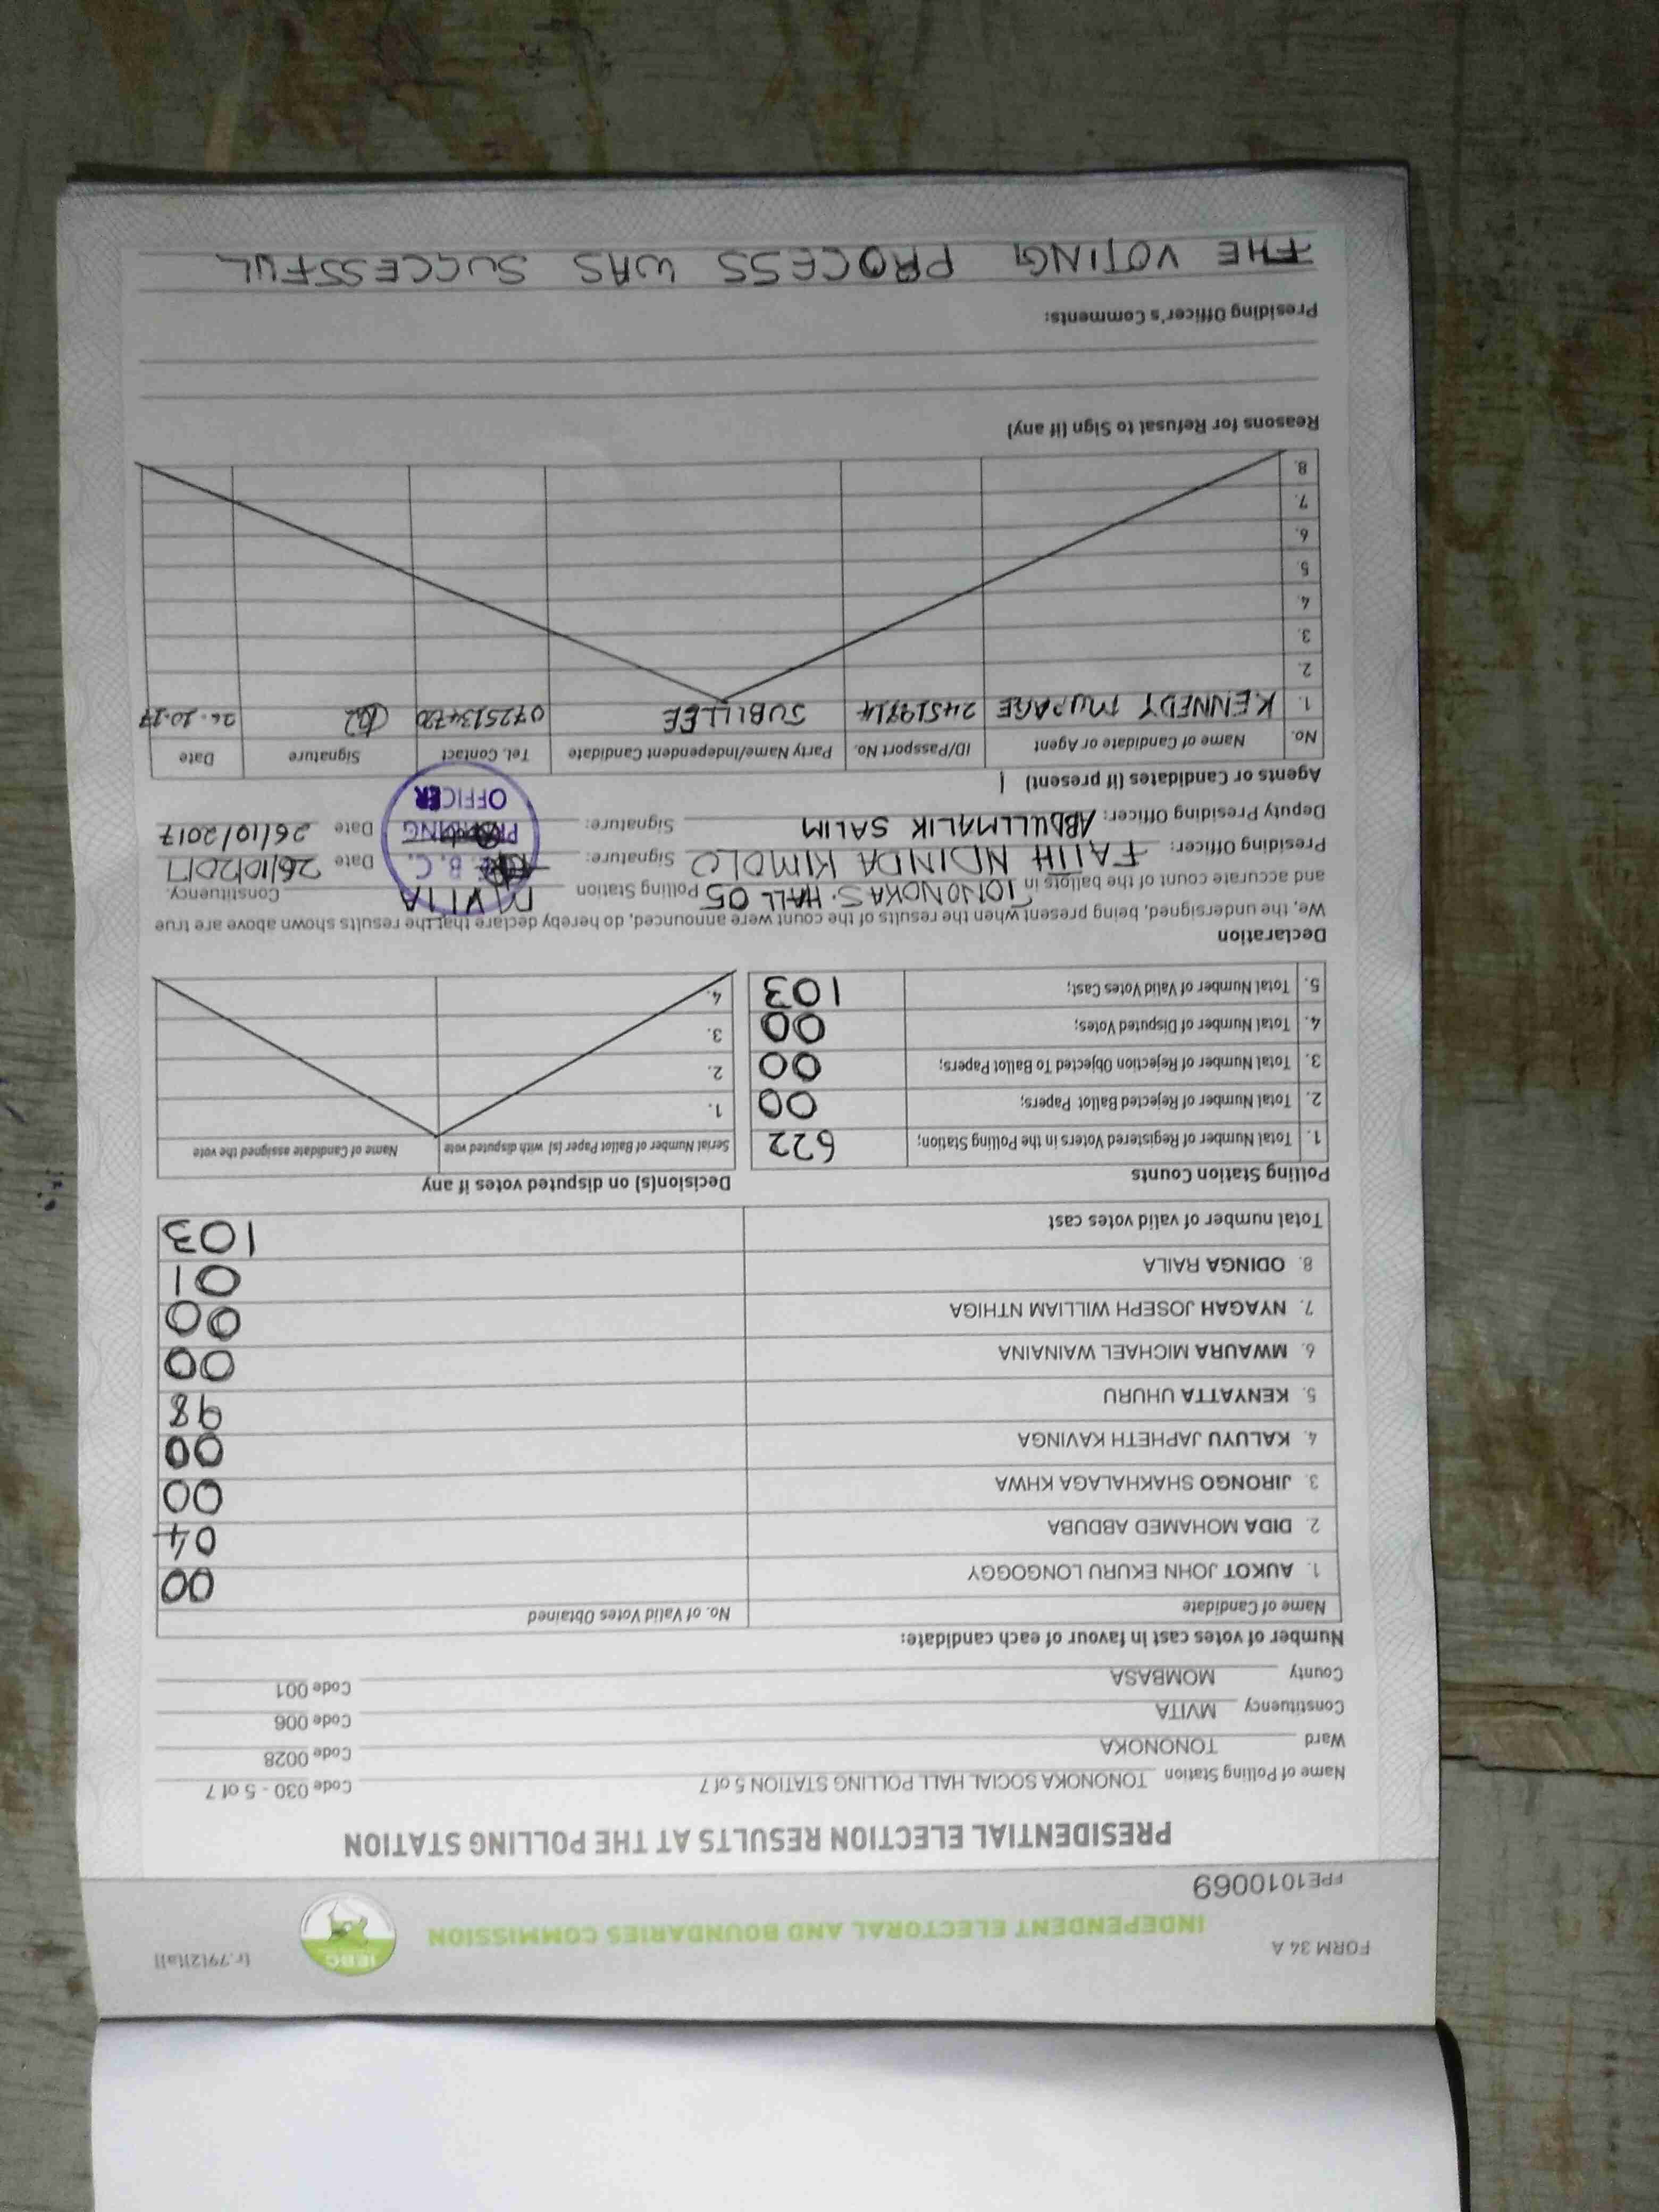 FORM 34 A
(r.79(2)(a))
INDEPENDENT ELECTORAL AND BOUNDARIES COMMISSION
IEBC
FPE1010069
PRESIDENTIAL ELECTION RESULTS AT THE POLLING STATION
Name of Polling Station TONONOKA SOCIAL HALL POLLING STATION 5 of 7 Code 030 - 5 of 7
Ward TONONOKA Code 0028
Constituency MVITA Code 006
County MOMBASA Code 001
Number of votes cast in favour of each candidate:
Name of Candidate No. of Valid Votes Obtained
1. AUKOT JOHN EKURU LONGOGGY 00
2. DIDA MOHAMED ABDUBA 04
3. JIRONGO SHAKHALAGA KHWA 00
4. KALUYU JAPHETH KAVINGA 00
5. KENYATTA UHURU 98
6. MWAURA MICHAEL WAINAINA 00
7. NYAGAH JOSEPH WILLIAM NTHIGA 00
8. ODINGA RAILA 01
Total number of valid votes cast 103
Polling Station Counts
1. Total Number of Registered Voters in the Polling Station; 622
2. Total Number of Rejected Ballot Papers; 00
3. Total Number of Rejection Objected To Ballot Papers; 00
4. Total Number of Disputed Votes; 00
5. Total Number of Valid Votes Cast; 103
Decision(s) on disputed votes if any
Serial Number of Ballot Paper (s) with disputed vote Name of Candidate assigned the vote
1.
2.
3.
4.
Declaration
We, the undersigned, being present when the results of the count were announced, do hereby declare that the results shown above are true
and accurate count of the ballots in TONONOKA S. HALL 05 Polling Station MVITA Constituency.
Presiding Officer: FAITH NDINDA KIMOLO Signature: Date 26/10/2017
Deputy Presiding Officer: ABDULLMALIK SALIM Signature: Date 26/10/2017
PRESIDING
OFFICER
Agents or Candidates (if present)
No. Name of Candidate or Agent ID/Passport No. Party Name/Independent Candidate Tel. Contact Signature Date
1. KENNEDY JUBILLEE 26.10.17
2.
3.
4.
5.
6.
7.
8.
Reasons for Refusal to Sign (if any)
Presiding Officer's Comments:
THE VOTING PROCESS WAS SUCCESSFUL